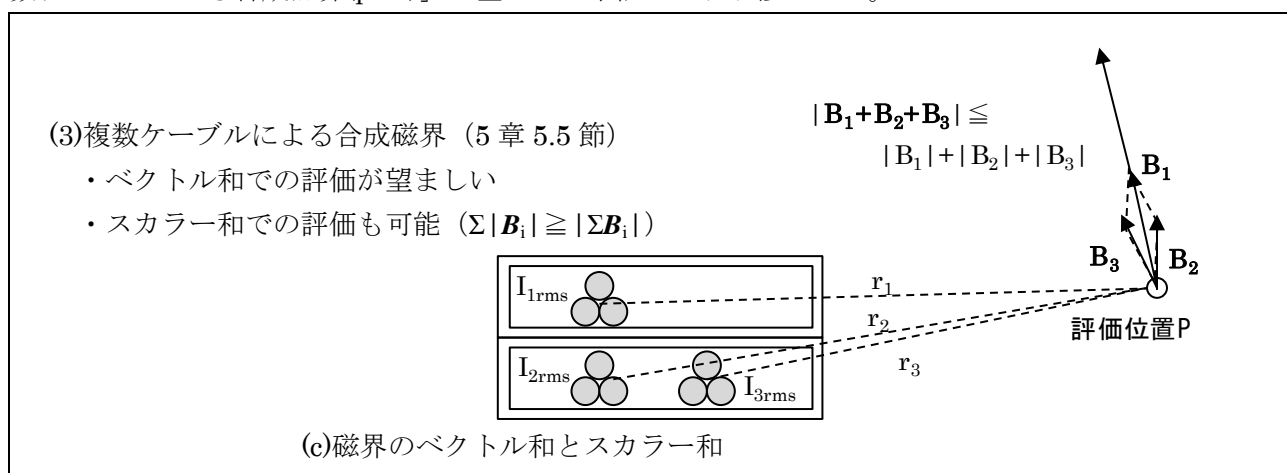 (3)複数ケーブルによる合成磁界（5 章 5.5 節）
・ベクトル和での評価が望ましい
・スカラー和での評価も可能（Σ|Bi|≧|ΣBi|）
|B1+B2+B3|≦
|B1|+|B2|+|B3|
B1
B3
B2
I1rms
r1
評価位置P
r2
I2rms
r3
I3rms
(c)磁界のベクトル和とスカラー和